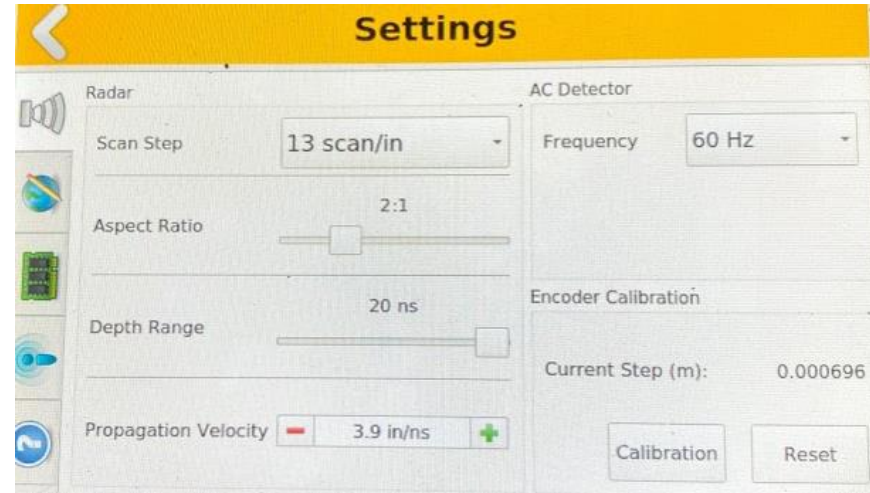 Settings
Radar
Scan Step 13 scan/in
Aspect Ratio 2:1
Depth Range 20 ns
Propagation Velocity 3.9 in/ns
AC Detector
Frequency 60 Hz
Encoder Calibration
Current Step (m): 0.000696
Calibration Reset